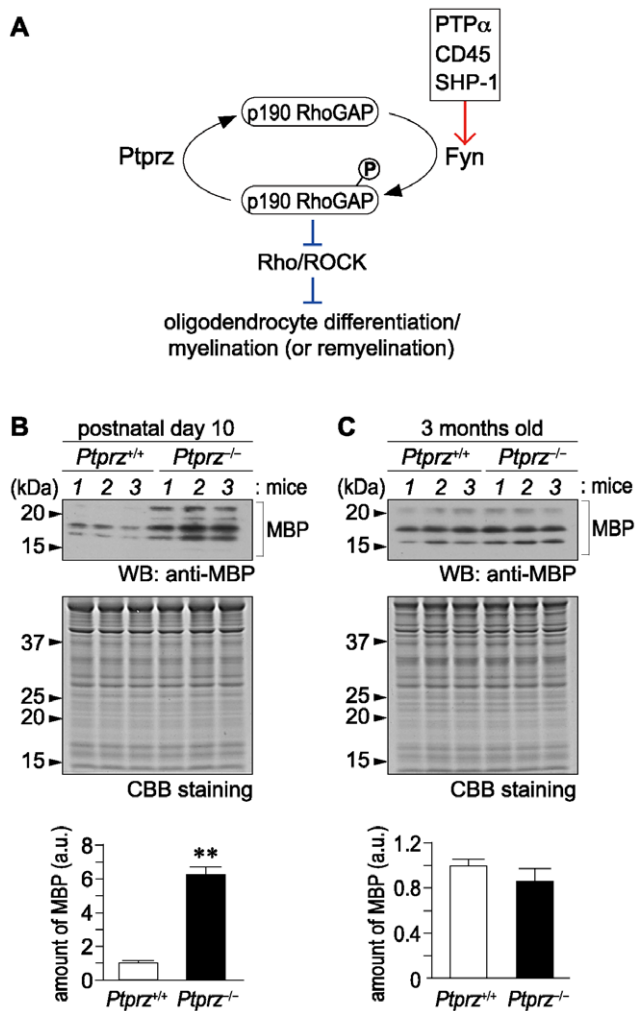 A
PTPα
CD45
SHP-1
p190 RhoGAP
Ptprz
Fyn
P
p190 RhoGAP
Rho/ROCK
oligodendrocyte differentiation/
myelination (or remyelination)
B
postnatal day 10
Ptprz+/+ Ptprz–/–
(kDa) 1 2 3 1 2 3 : mice
20
15
MBP
WB: anti-MBP
37
25
20
15
CBB staining
amount of MBP (a.u.)
8
6
4
2
0
**
Ptprz+/+ Ptprz–/–
C
3 months old
Ptprz+/+ Ptprz–/–
(kDa) 1 2 3 1 2 3 : mice
20
15
MBP
WB: anti-MBP
37
25
20
15
CBB staining
amount of MBP (a.u.)
1.2
0.8
0.4
0
Ptprz+/+ Ptprz–/–